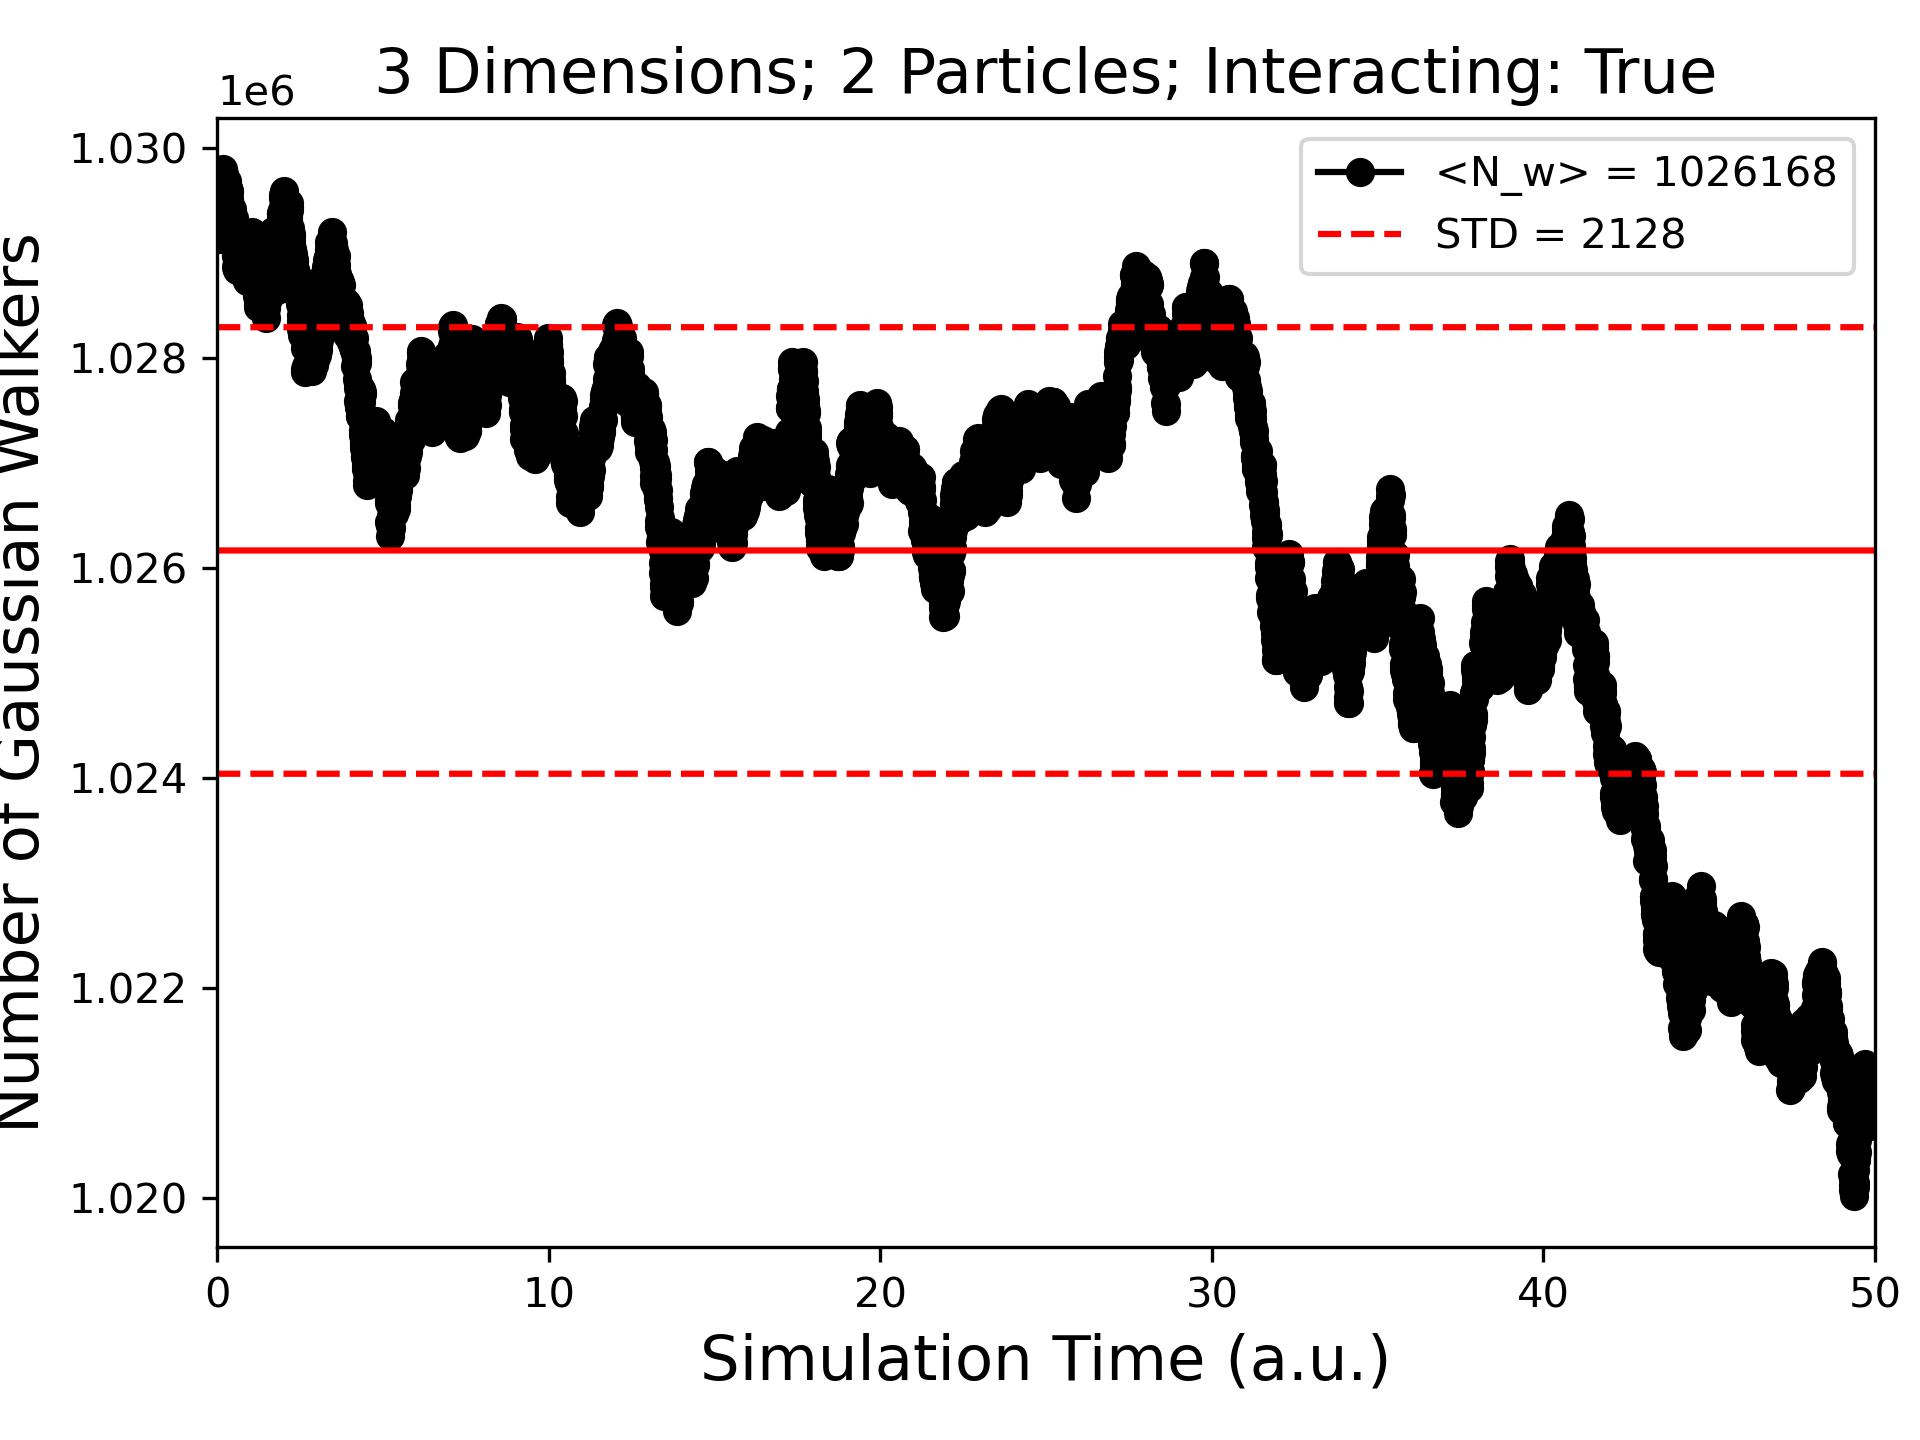 3 Dimensions; 2 Particles; Interacting: True
1e6
<N_w> = 1026168
STD = 2128
Number of Gaussian Walkers
1.030
1.028
1.026
1.024
1.022
1.020
0 10 20 30 40 50
Simulation Time (a.u.)